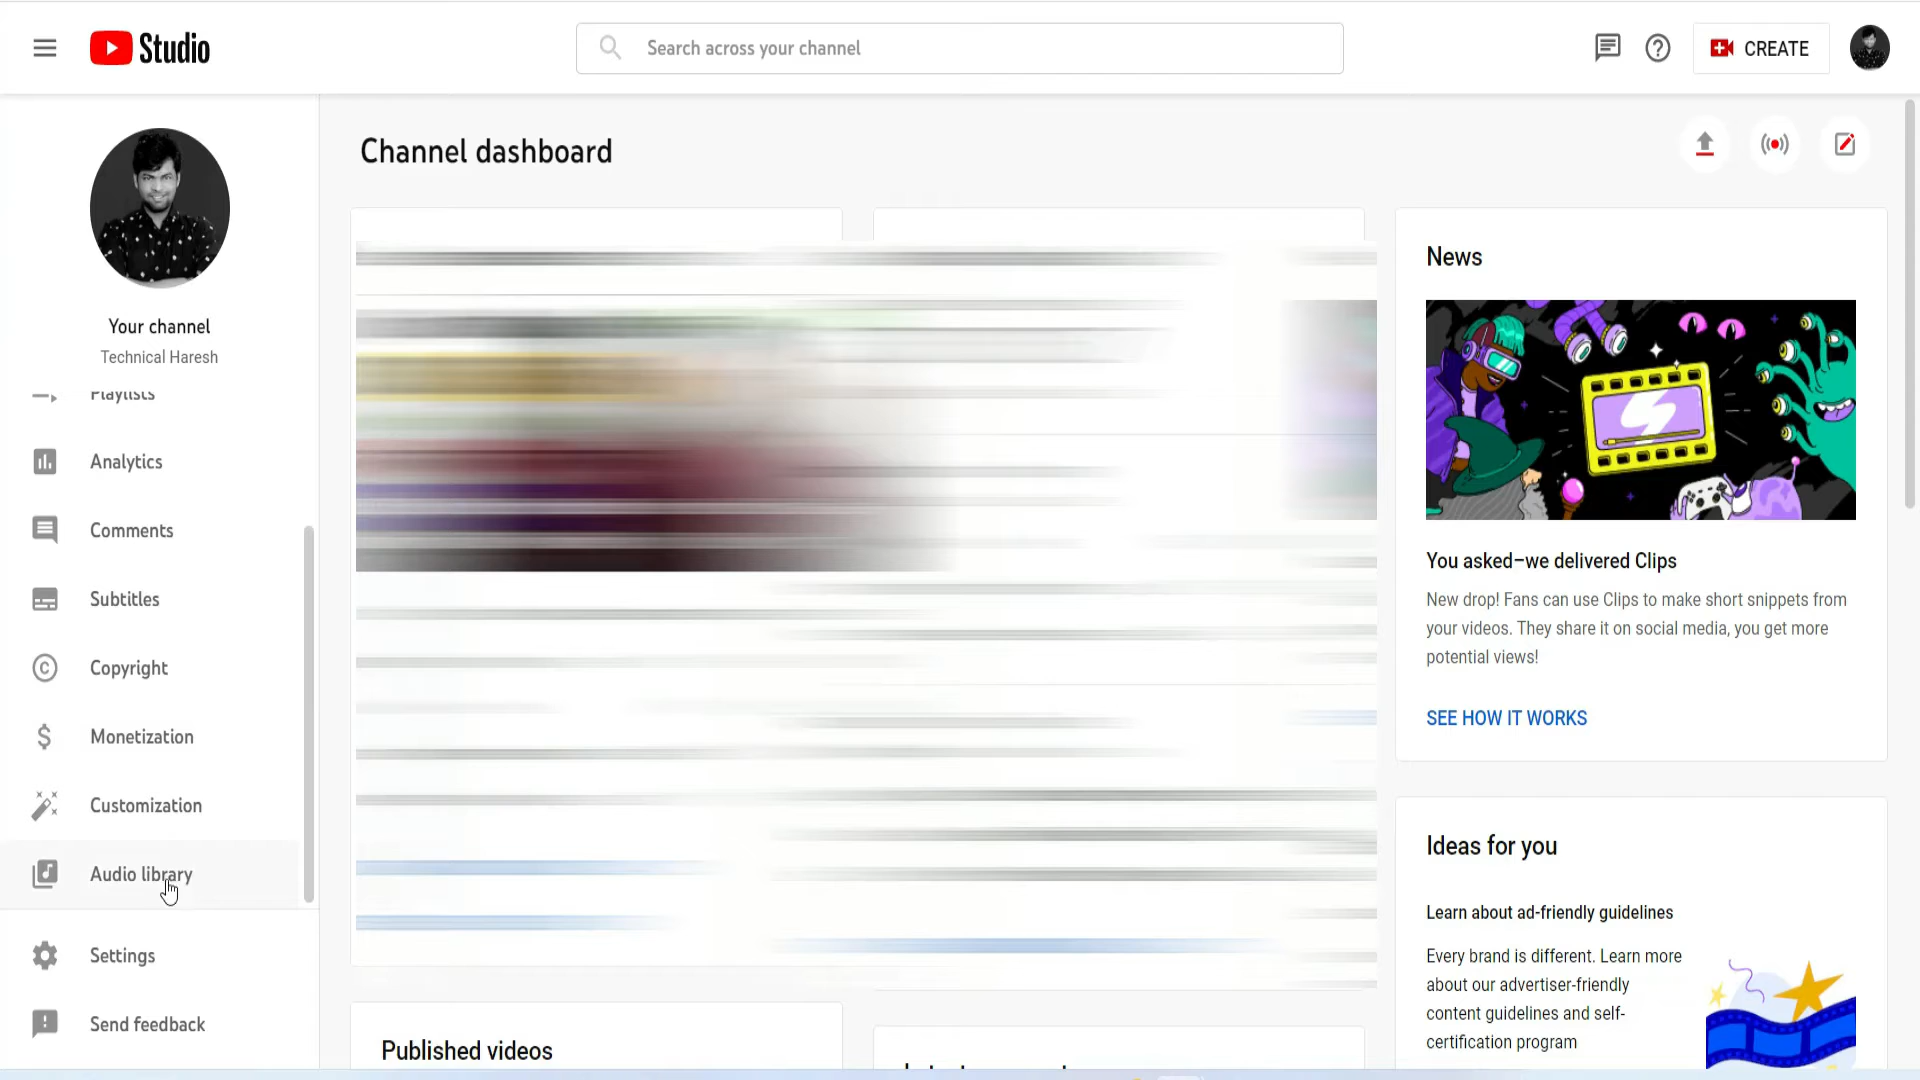 Studio
Search across your channel
CREATE
Your channel
Technical Haresh
Playlists
Analytics
Comments
Subtitles
Copyright
Monetization
Customization
Audio library
Settings
Send feedback
Channel dashboard
Published videos
News
You asked–we delivered Clips
New drop! Fans can use Clips to make short snippets from
your videos. They share it on social media, you get more
potential views!
SEE HOW IT WORKS
Ideas for you
Learn about ad-friendly guidelines
Every brand is different. Learn more
about our advertiser-friendly
content guidelines and self-
certification program